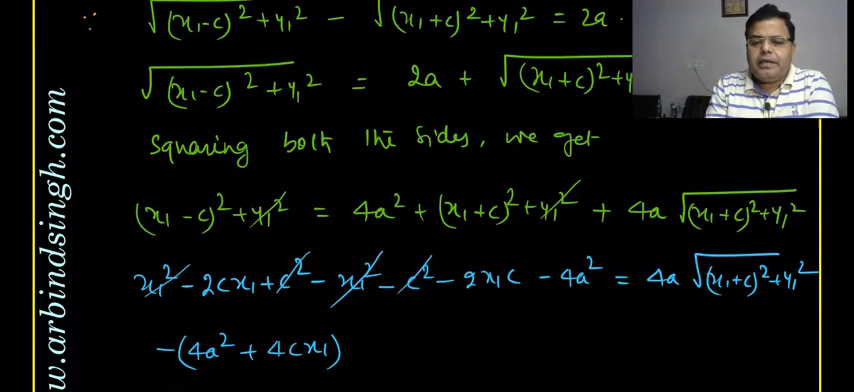 ∵ √((x₁-c)²+y₁²) - √((x₁+c)²+y₁²) = 2a.
√((x₁-c)²+y₁²) = 2a + √((x₁+c)²+y
Squaring both the sides, we get
(x₁-c)²+y₁² = 4a²+(x₁+c)²+y₁² + 4a √((x₁+c)²+y₁²)
x₁²-2cx₁+c²-x₁²-c²-2x₁c-4a² = 4a √((x₁+c)²+y₁²)
-(4a²+4cx₁)
w.arbindsingh.com